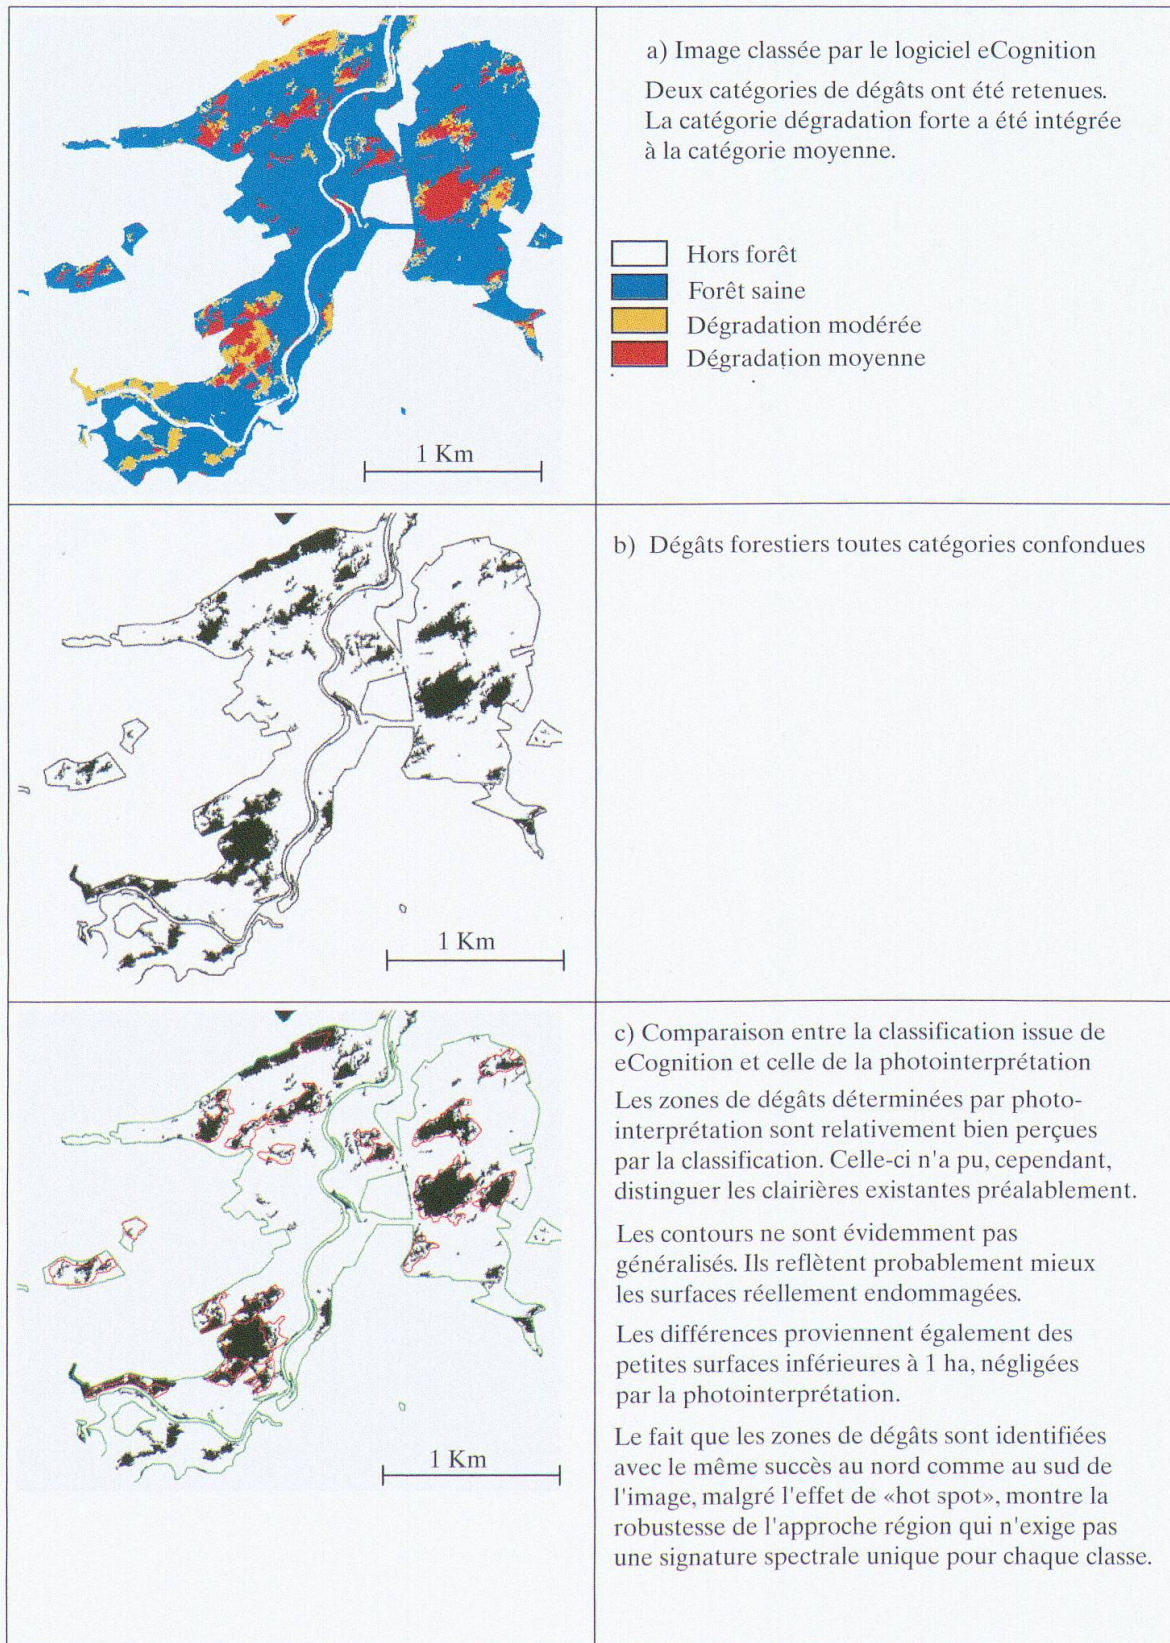 a) Image classée par le logiciel eCognition
Deux catégories de dégâts ont été retenues.
La catégorie dégradation forte a été intégrée
à la catégorie moyenne.
Hors forêt
Forêt saine
Dégradation modérée
Dégradation moyenne
1 Km
b) Dégâts forestiers toutes catégories confondues
1 Km
c) Comparaison entre la classification issue de
eCognition et celle de la photointerprétation
Les zones de dégâts déterminées par photo-
interprétation sont relativement bien perçues
par la classification. Celle-ci n'a pu, cependant,
distinguer les clairières existantes préalablement.
Les contours ne sont évidemment pas
généralisés. Ils reflètent probablement mieux
les surfaces réellement endommagées.
Les différences proviennent également des
petites surfaces inférieures à 1 ha, négligées
par la photointerprétation.
Le fait que les zones de dégâts sont identifiées
avec le même succès au nord comme au sud de
l'image, malgré l'effet de «hot spot», montre la
robustesse de l'approche région qui n'exige pas
une signature spectrale unique pour chaque classe.
1 Km